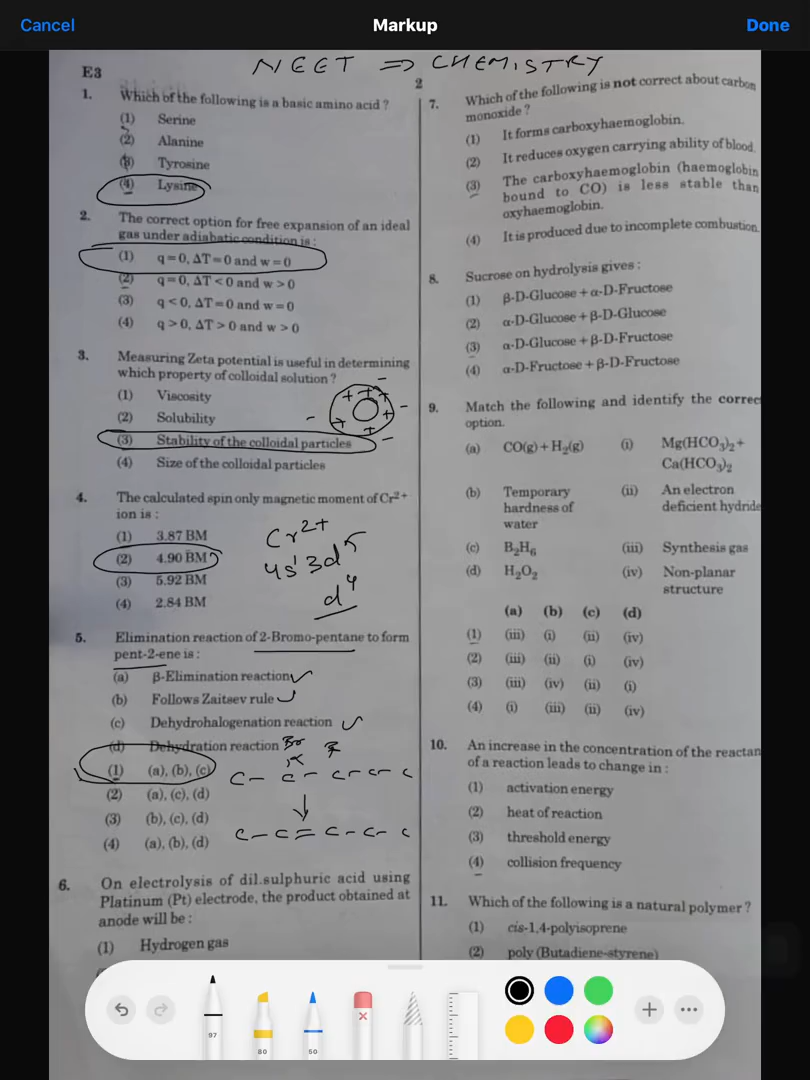 Cancel
Markup
Done
NEET ⇒ CHEMISTRY
E3
2
1. Which of the following is a basic amino acid ?
(1) Serine
(2) Alanine
(3) Tyrosine
(4) Lysine
2. The correct option for free expansion of an ideal
gas under adiabatic condition is :
(1) q = 0, ΔT = 0 and w = 0
(2) q = 0, ΔT < 0 and w > 0
(3) q < 0, ΔT = 0 and w = 0
(4) q > 0, ΔT > 0 and w > 0
3. Measuring Zeta potential is useful in determining
which property of colloidal solution ?
(1) Viscosity
(2) Solubility
(3) Stability of the colloidal particles
(4) Size of the colloidal particles
4. The calculated spin only magnetic moment of Cr²⁺
ion is :
(1) 3.87 BM
(2) 4.90 BM
(3) 5.92 BM
(4) 2.84 BM
Cr²⁺
4s¹ 3d⁵
d⁴
5. Elimination reaction of 2-Bromo-pentane to form
pent-2-ene is :
(a) β-Elimination reaction
(b) Follows Zaitsev rule
(c) Dehydrohalogenation reaction
(d) Dehydration reaction
Br
(1) (a), (b), (c)
C – C – C – C – C
(2) (a), (c), (d)
(3) (b), (c), (d)
C – C = C – C – C
(4) (a), (b), (d)
6. On electrolysis of dil.sulphuric acid using
Platinum (Pt) electrode, the product obtained at
anode will be :
(1) Hydrogen gas
7. Which of the following is not correct about carbon
monoxide ?
(1) It forms carboxyhaemoglobin.
(2) It reduces oxygen carrying ability of blood.
(3) The carboxyhaemoglobin (haemoglobin
bound to CO) is less stable than
oxyhaemoglobin.
(4) It is produced due to incomplete combustion.
8. Sucrose on hydrolysis gives :
(1) β-D-Glucose + α-D-Fructose
(2) α-D-Glucose + β-D-Glucose
(3) α-D-Glucose + β-D-Fructose
(4) α-D-Fructose + β-D-Fructose
9. Match the following and identify the correc
option.
(a) CO(g) + H₂(g) (i) Mg(HCO₃)₂ +
Ca(HCO₃)₂
(b) Temporary (ii) An electron
hardness of deficient hydride
water
(c) B₂H₆ (iii) Synthesis gas
(d) H₂O₂ (iv) Non-planar
structure
(a) (b) (c) (d)
(1) (iii) (i) (ii) (iv)
(2) (iii) (ii) (i) (iv)
(3) (iii) (iv) (ii) (i)
(4) (i) (iii) (ii) (iv)
10. An increase in the concentration of the reactan
of a reaction leads to change in :
(1) activation energy
(2) heat of reaction
(3) threshold energy
(4) collision frequency
11. Which of the following is a natural polymer ?
(1) cis-1,4-polyisoprene
(2) poly (Butadiene-styrene)
97
80
50